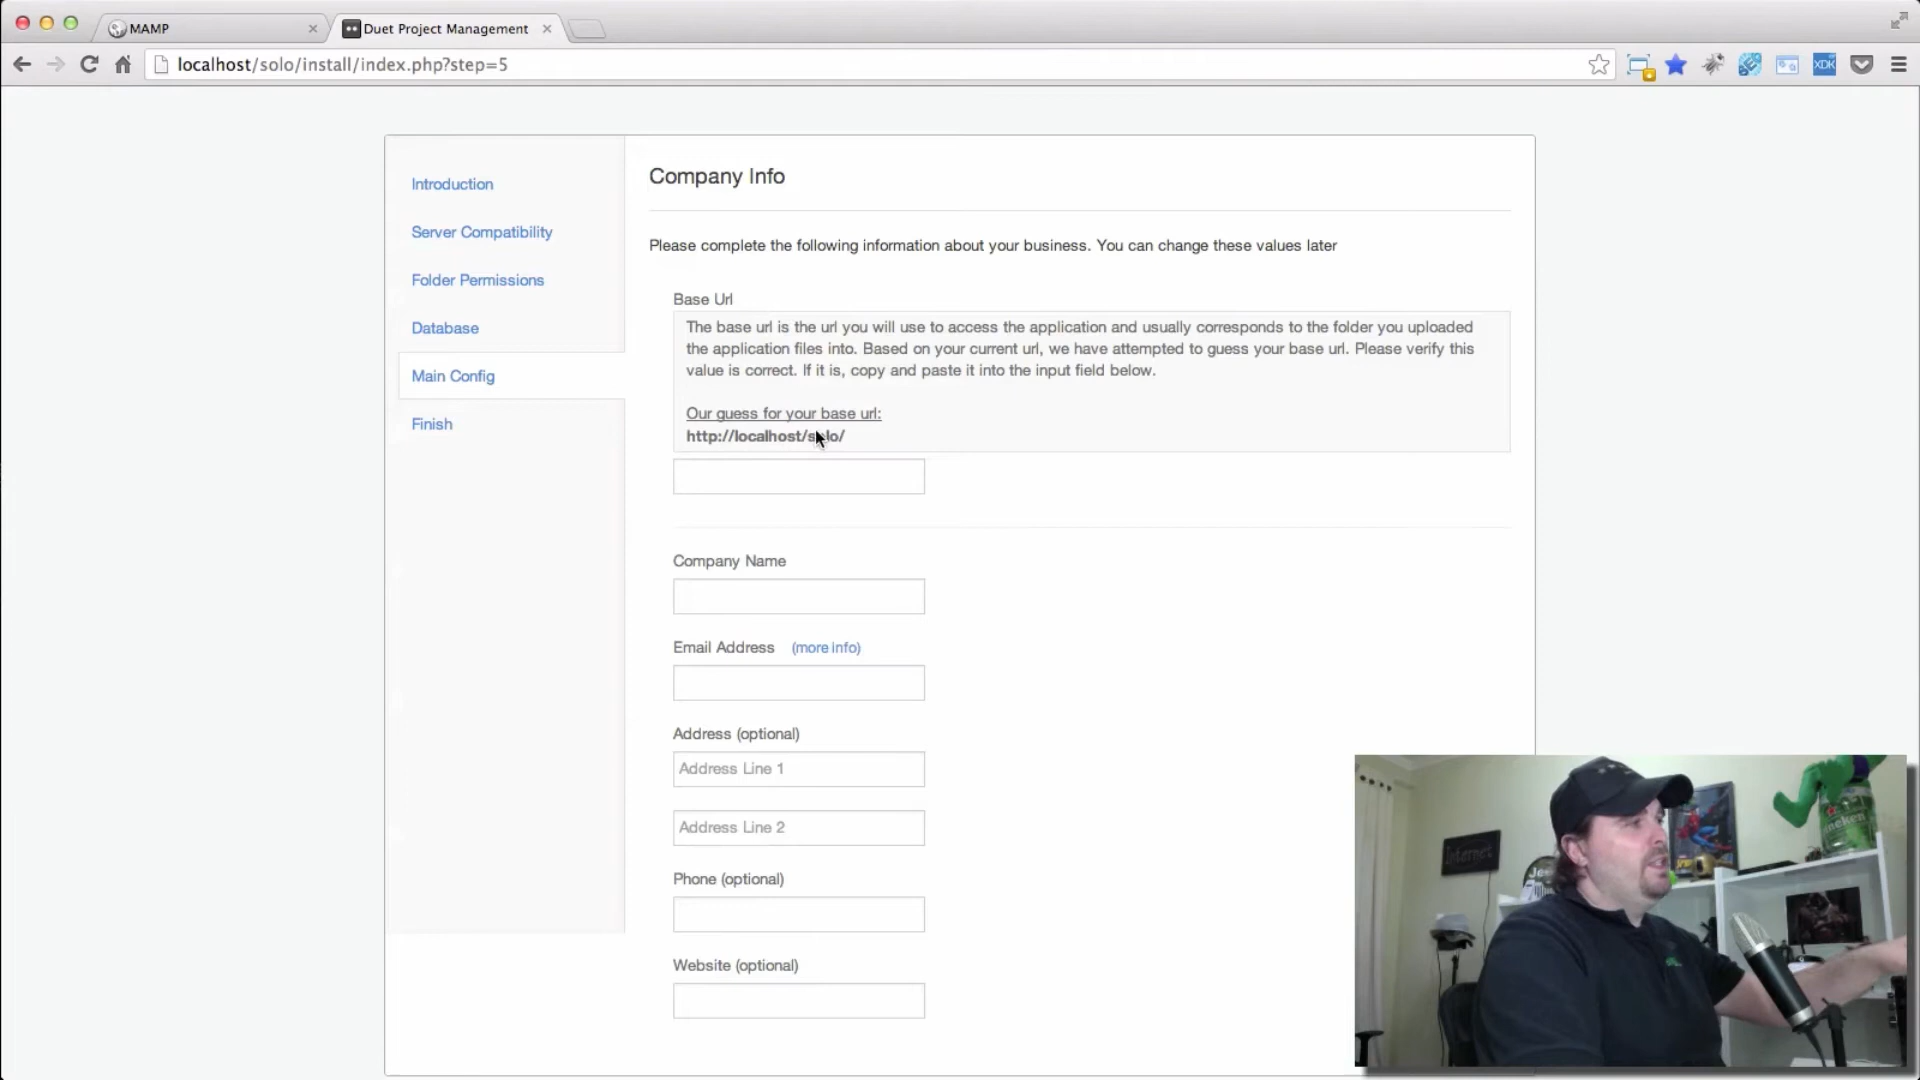 MAMP
Duet Project Management
localhost/solo/install/index.php?step=5
XDK
Introduction
Server Compatibility
Folder Permissions
Database
Main Config
Finish
Company Info
Please complete the following information about your business. You can change these values later
Base Url
The base url is the url you will use to access the application and usually corresponds to the folder you uploaded
the application files into. Based on your current url, we have attempted to guess your base url. Please verify this
value is correct. If it is, copy and paste it into the input field below.
Our guess for your base url:
http://localhost/solo/
Company Name
Email Address (more info)
Address (optional)
Address Line 1
Address Line 2
Phone (optional)
Website (optional)
Internet
Heineken